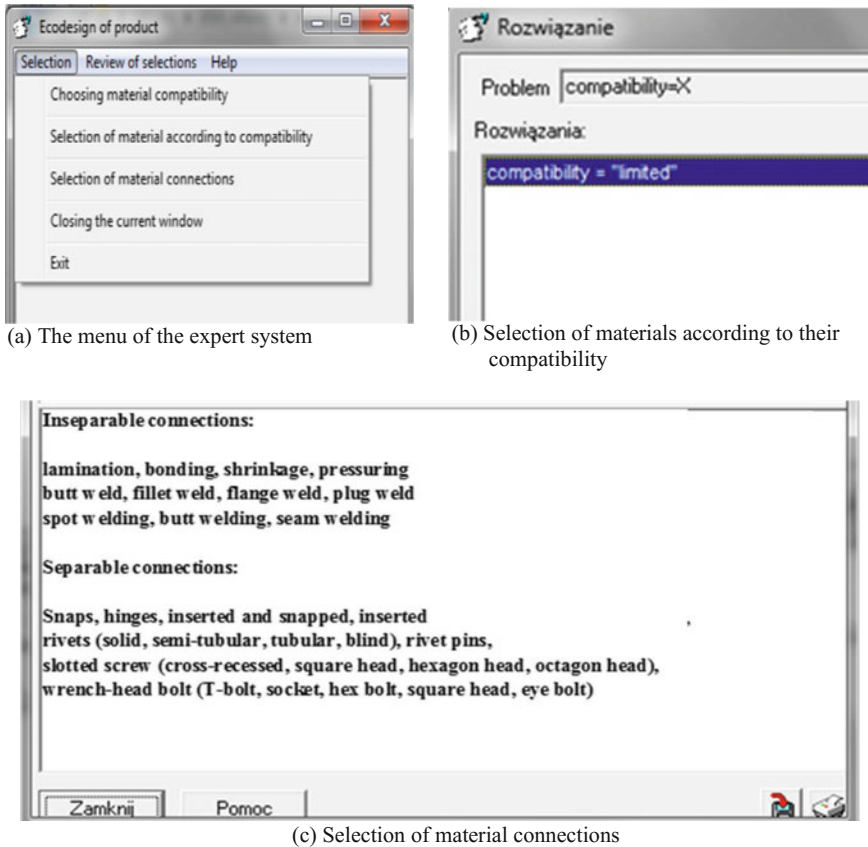 Ecodesign of product
Selection Review of selections Help
Choosing material compatibility
Selection of material according to compatibility
Selection of material connections
Closing the current window
Exit
(a) The menu of the expert system
Rozwiązanie
Problem compatibility=X
Rozwiązania:
compatibility = "limited"
(b) Selection of materials according to their
compatibility
Inseparable connections:
lamination, bonding, shrinkage, pressuring
butt weld, fillet weld, flange weld, plug weld
spot welding, butt welding, seam welding
Separable connections:
Snaps, hinges, inserted and snapped, inserted
rivets (solid, semi-tubular, tubular, blind), rivet pins,
slotted screw (cross-recessed, square head, hexagon head, octagon head),
wrench-head bolt (T-bolt, socket, hex bolt, square head, eye bolt)
Zamknij Pomoc
(c) Selection of material connections